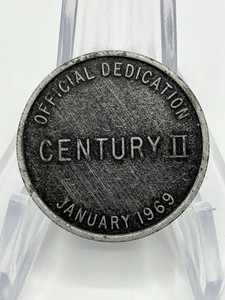 OFFICIAL DEDICATION
CENTURY II
JANUARY 1969